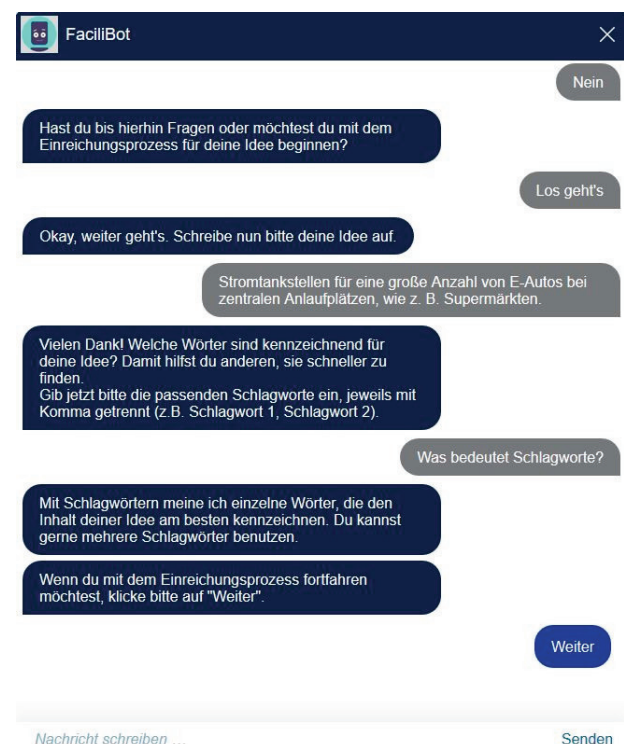 FaciliBot
Nein
Hast du bis hierhin Fragen oder möchtest du mit dem
Einreichungsprozess für deine Idee beginnen?
Los geht's
Okay, weiter geht's. Schreibe nun bitte deine Idee auf.
Stromtankstellen für eine große Anzahl von E-Autos bei
zentralen Anlaufplätzen, wie z. B. Supermärkten.
Vielen Dank! Welche Wörter sind kennzeichnend für
deine Idee? Damit hilfst du anderen, sie schneller zu
finden.
Gib jetzt bitte die passenden Schlagworte ein, jeweils mit
Komma getrennt (z.B. Schlagwort 1, Schlagwort 2).
Was bedeutet Schlagworte?
Mit Schlagwörtern meine ich einzelne Wörter, die den
Inhalt deiner Idee am besten kennzeichnen. Du kannst
gerne mehrere Schlagwörter benutzen.
Wenn du mit dem Einreichungsprozess fortfahren
möchtest, klicke bitte auf "Weiter".
Weiter
Nachricht schreiben ...
Senden